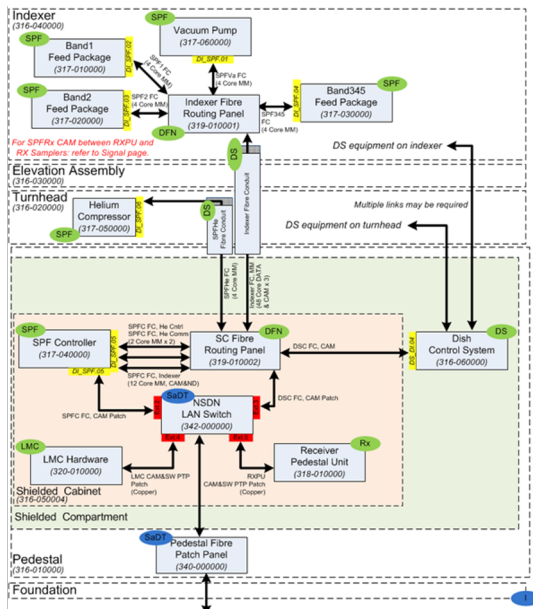 Indexer
(316-040000)
SPF
Vacuum Pump
(317-060000)
DI_SPF.01
SPF
Band1
Feed Package
(317-010000)
DI_SPF.02
SPF1 FC
(4 Core MM)
SPFVa FC
(4 Core MM)
SPF
Band2
Feed Package
(317-020000)
DI_SPF.03
SPF2 FC
(4 Core MM)
Indexer Fibre
Routing Panel
(319-010001)
DFN
SPF345
FC
(4 Core MM)
DI_SPF.04
SPF
Band345
Feed Package
(317-030000)
For SPFRx CAM between RXPU and
RX Samplers: refer to Signal page.
DS
DS equipment on indexer
Elevation Assembly
(316-030000)
Turnhead
(316-020000)
Helium
Compressor
(317-050000)
SPF
DS
SPFHe
Fibre Conduit
Indexer Fibre Conduit
Multiple links may be required
DS equipment on turnhead
SPFHe FC
(4 Core MM)
Indexer FC, MM
(48 Core DATA
& CAM x 3)
SPF
SPF Controller
(317-040000)
DI_SPF.05
SPFC FC, He Cntrl
SPFC FC, He Comm
(2 Core MM x 2)
SPFC FC, Indexer
(12 Core MM, CAM&ND)
SC Fibre
Routing Panel
(319-010002)
DFN
DSC FC, CAM
DS_DI.04
DS
Dish
Control System
(316-060000)
SPFC FC, CAM Patch
DSC FC, CAM Patch
SaDT
NSDN
LAN Switch
(342-000000)
LMC
LMC Hardware
(320-010000)
LMC CAM&SW PTP
Patch
(Copper)
RXPU
CAM&SW PTP Patch
(Copper)
Rx
Receiver
Pedestal Unit
(318-010000)
Shielded Cabinet
(316-050004)
Shielded Compartment
SaDT
Pedestal Fibre
Patch Panel
(340-000000)
Pedestal
(316-010000)
Foundation